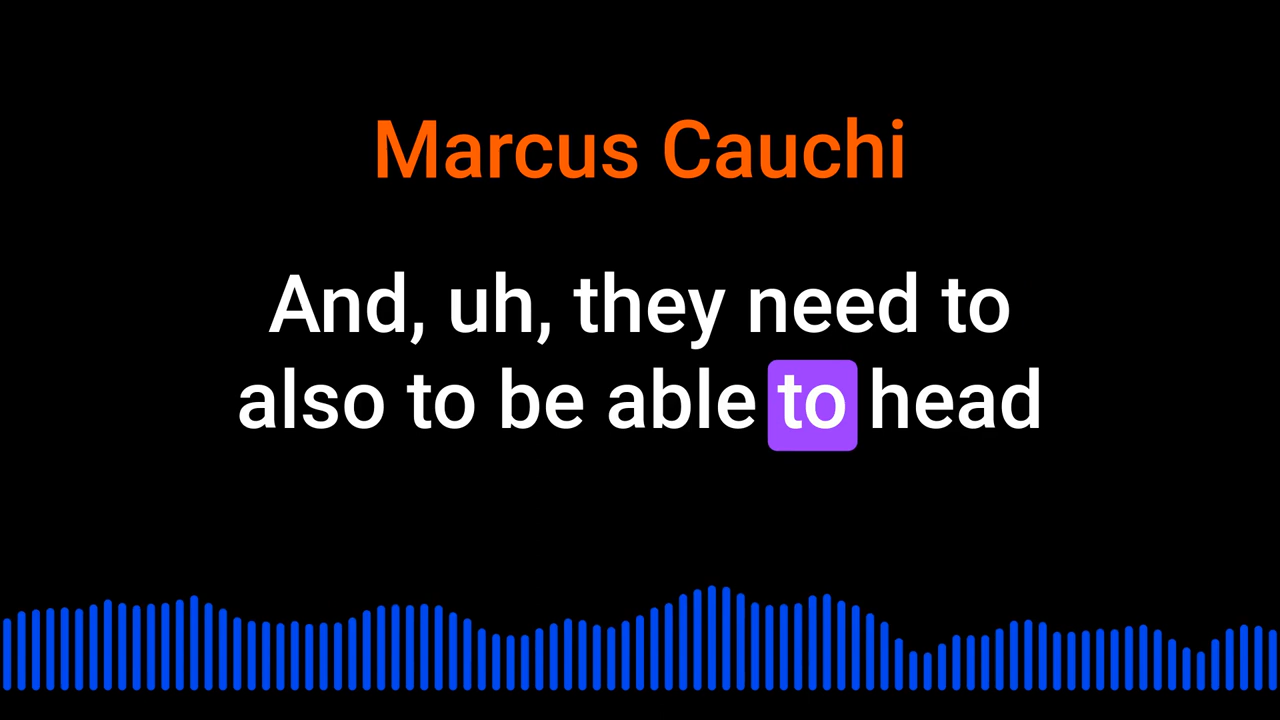 Marcus Cauchi
And, uh, they need to
also to be able to head